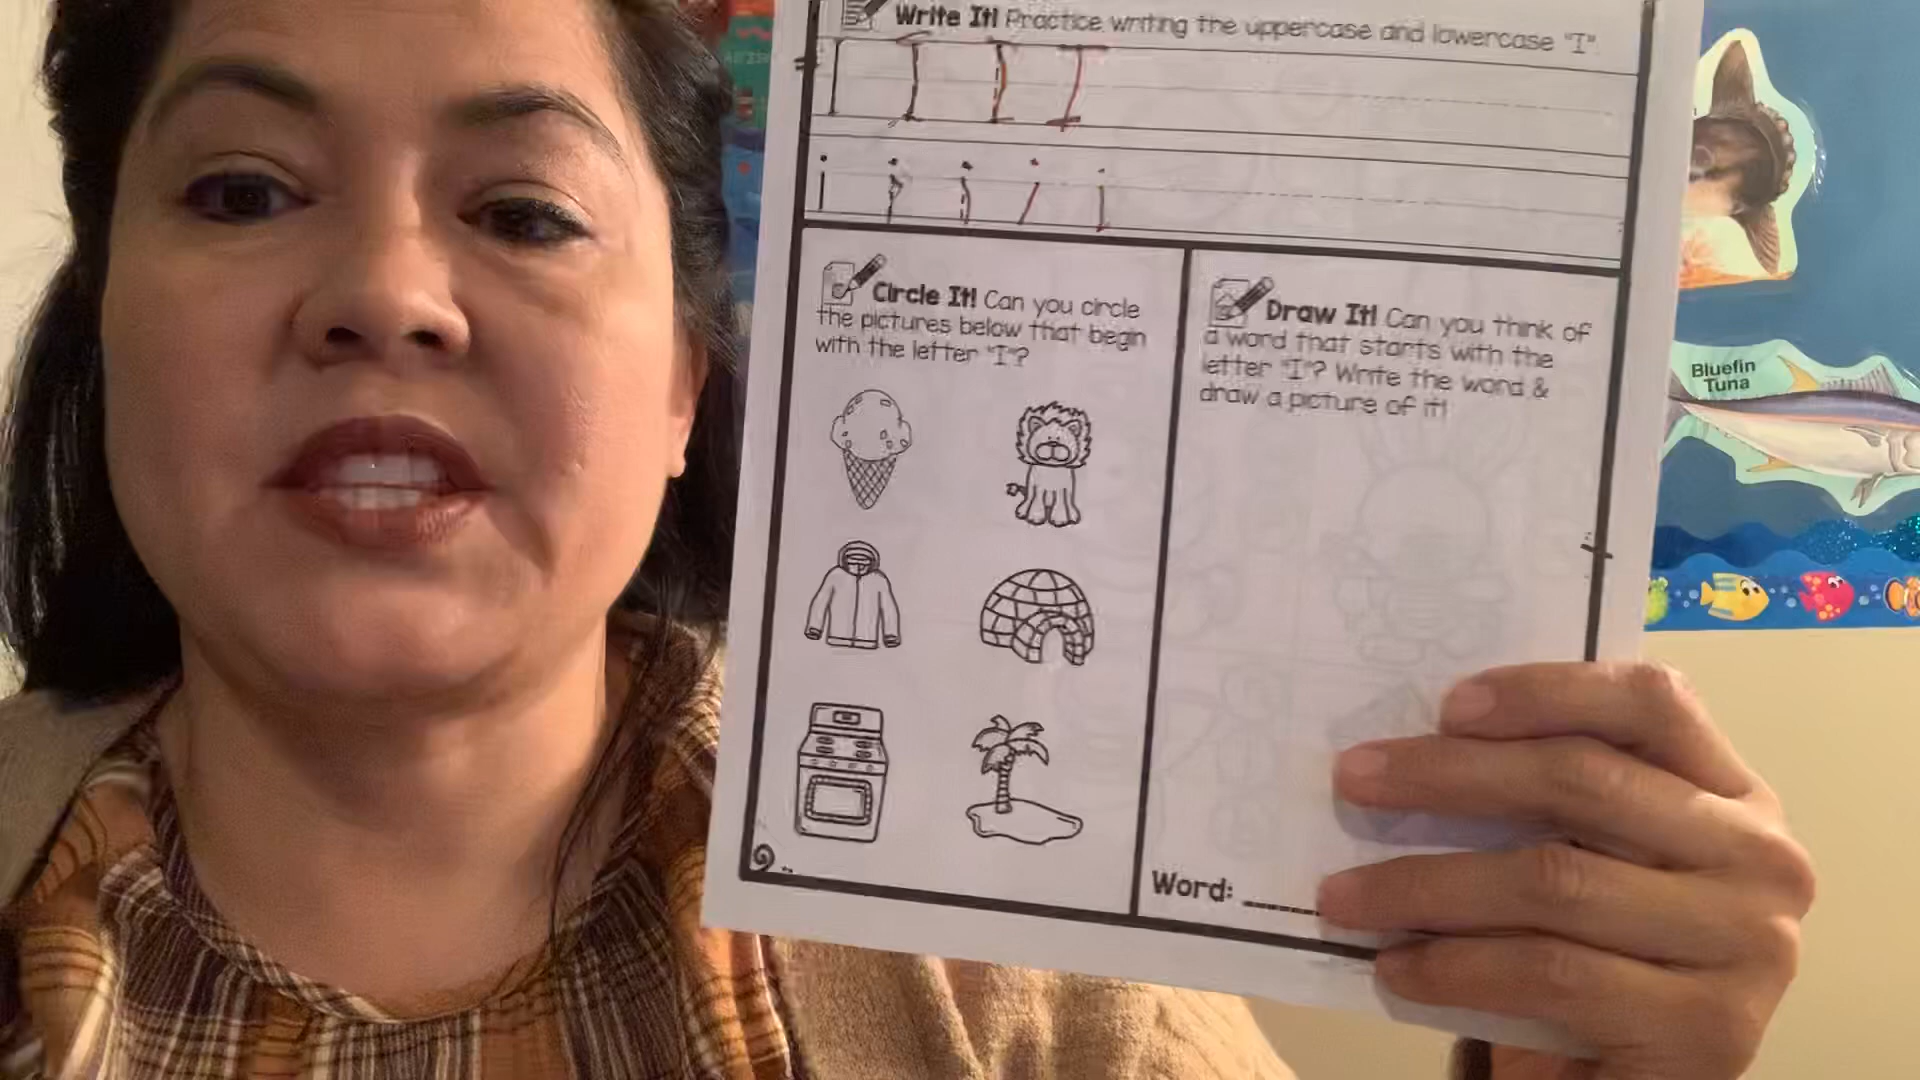 Write It! Practice writing the uppercase and lowercase "I".
I I I I
i i i i i
Circle It! Can you circle
the pictures below that begin
with the letter "I"?
Draw It! Can you think of
a word that starts with the
letter "I"? Write the word &
draw a picture of it!
Word:
Bluefin
Tuna